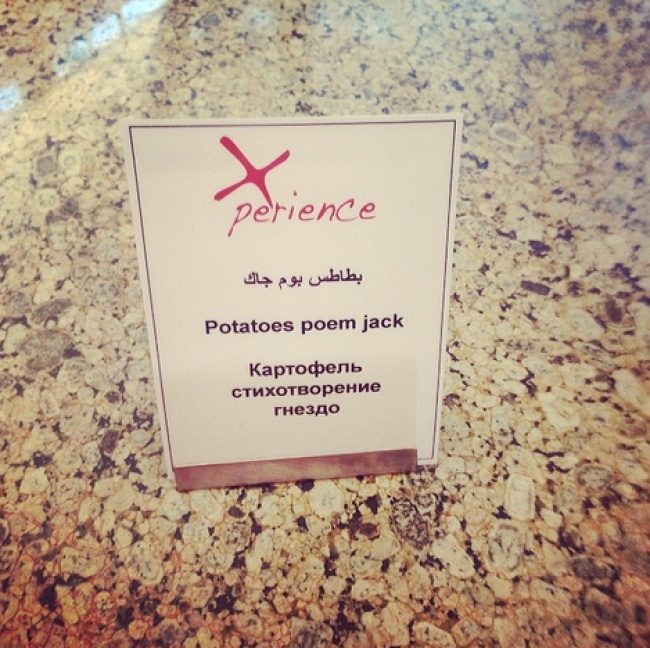 Xperience
بطاطس بوم جاك
Potatoes poem jack
Картофель
стихотворение
гнездо